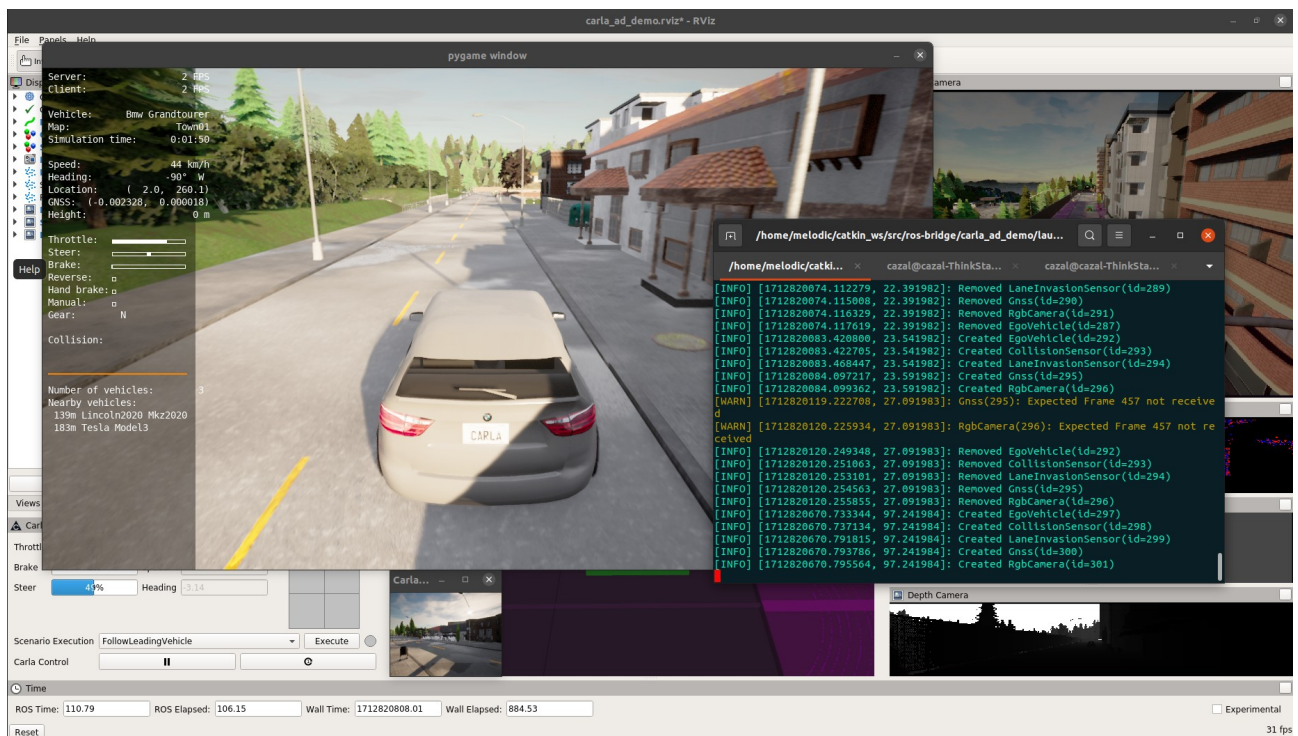 carla_ad_demo.rviz* - RViz
File Panels Help
pygame window
Server: 2 FPS
Client: 2 FPS
Vehicle: Bmw Grandtourer
Map: Town01
Simulation time: 0:01:50
Speed: 44 km/h
Heading: -90° W
Location: ( 2.0, 260.1)
GNSS: (-0.002328, 0.000018)
Height: 0 m
Throttle:
Steer:
Brake:
Reverse:
Hand brake:
Manual:
Gear: N
Collision:
Number of vehicles: 3
Nearby vehicles:
139m Lincoln2020 Mkz2020
183m Tesla Model3
Help
CARLA
amera
/home/melodic/catkin_ws/src/ros-bridge/carla_ad_demo/lau...
/home/melodic/catki... cazal@cazal-ThinkSta... cazal@cazal-ThinkSta...
[INFO] [1712820074.112279, 22.391982]: Removed LaneInvasionSensor(id=289)
[INFO] [1712820074.115008, 22.391982]: Removed Gnss(id=290)
[INFO] [1712820074.116329, 22.391982]: Removed RgbCamera(id=291)
[INFO] [1712820074.117619, 22.391982]: Removed EgoVehicle(id=287)
[INFO] [1712820083.420800, 23.541982]: Created EgoVehicle(id=292)
[INFO] [1712820083.422705, 23.541982]: Created CollisionSensor(id=293)
[INFO] [1712820083.468447, 23.541982]: Created LaneInvasionSensor(id=294)
[INFO] [1712820084.097217, 23.591982]: Created Gnss(id=295)
[INFO] [1712820084.099362, 23.591982]: Created RgbCamera(id=296)
[WARN] [1712820119.222708, 27.091983]: Gnss(295): Expected Frame 457 not receive
d
[WARN] [1712820120.225934, 27.091983]: RgbCamera(296): Expected Frame 457 not re
ceived
[INFO] [1712820120.249348, 27.091983]: Removed EgoVehicle(id=292)
[INFO] [1712820120.251063, 27.091983]: Removed CollisionSensor(id=293)
[INFO] [1712820120.253101, 27.091983]: Removed LaneInvasionSensor(id=294)
[INFO] [1712820120.254563, 27.091983]: Removed Gnss(id=295)
[INFO] [1712820120.255855, 27.091983]: Removed RgbCamera(id=296)
[INFO] [1712820670.733344, 97.241984]: Created EgoVehicle(id=297)
[INFO] [1712820670.737134, 97.241984]: Created CollisionSensor(id=298)
[INFO] [1712820670.791815, 97.241984]: Created LaneInvasionSensor(id=299)
[INFO] [1712820670.793786, 97.241984]: Created Gnss(id=300)
[INFO] [1712820670.795564, 97.241984]: Created RgbCamera(id=301)
Views
Carl
Throttl
Brake
Steer Heading 3.14
Carla...
Depth Camera
Scenario Execution FollowLeadingVehicle Execute
Carla Control
Time
ROS Time: 110.79 ROS Elapsed: 106.15 Wall Time: 1712820808.01 Wall Elapsed: 884.53 Experimental
Reset 31 fps